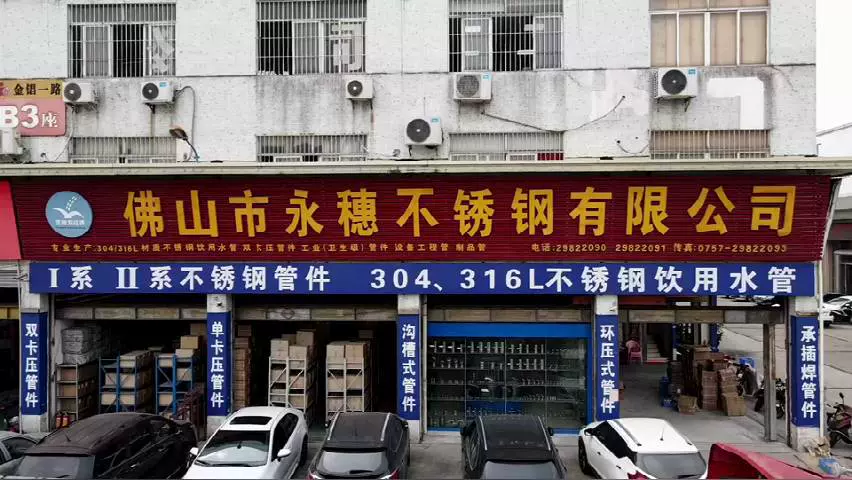 金铝一路
B3座
佛山市永穗不锈钢有限公司
专业生产:304/316L材质不锈钢饮用水管 双卡压管件 工业(卫生级)管件 设备工程管 制品管 电话:29822090 29822091 传真:0757-29822093
I系 II系不锈钢管件 304、316L不锈钢饮用水管
双卡压管件
单卡压管件
沟槽式管件
环压式管件
承插焊管件